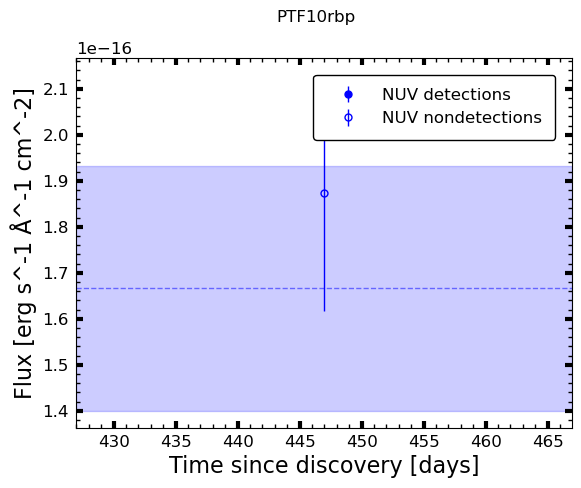 PTF10rbp
1e−16
2.1
2.0
1.9
1.8
1.7
1.6
1.5
1.4
Flux [erg s^-1 Å^-1 cm^-2]
NUV detections
NUV nondetections
430 435 440 445 450 455 460 465
Time since discovery [days]